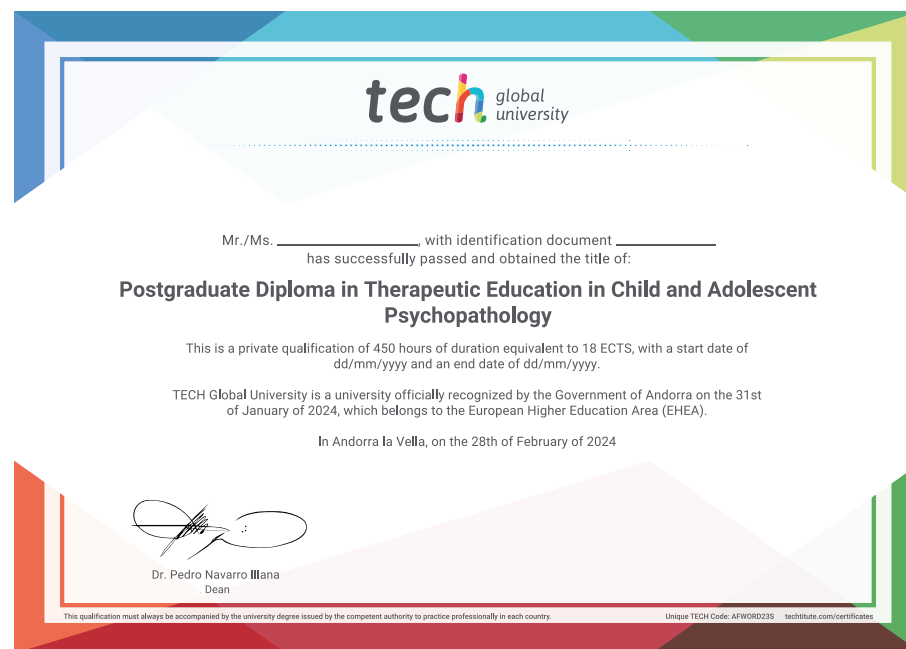 tech global university
Mr./Ms. ____________, with identification document ____________
has successfully passed and obtained the title of:
Postgraduate Diploma in Therapeutic Education in Child and Adolescent
Psychopathology
This is a private qualification of 450 hours of duration equivalent to 18 ECTS, with a start date of
dd/mm/yyyy and an end date of dd/mm/yyyy.
TECH Global University is a university officially recognized by the Government of Andorra on the 31st
of January of 2024, which belongs to the European Higher Education Area (EHEA).
In Andorra la Vella, on the 28th of February of 2024
Dr. Pedro Navarro Illana
Dean
This qualification must always be accompanied by the university degree issued by the competent authority to practice professionally in each country. Unique TECH Code: AFWORD23S techtitute.com/certificates